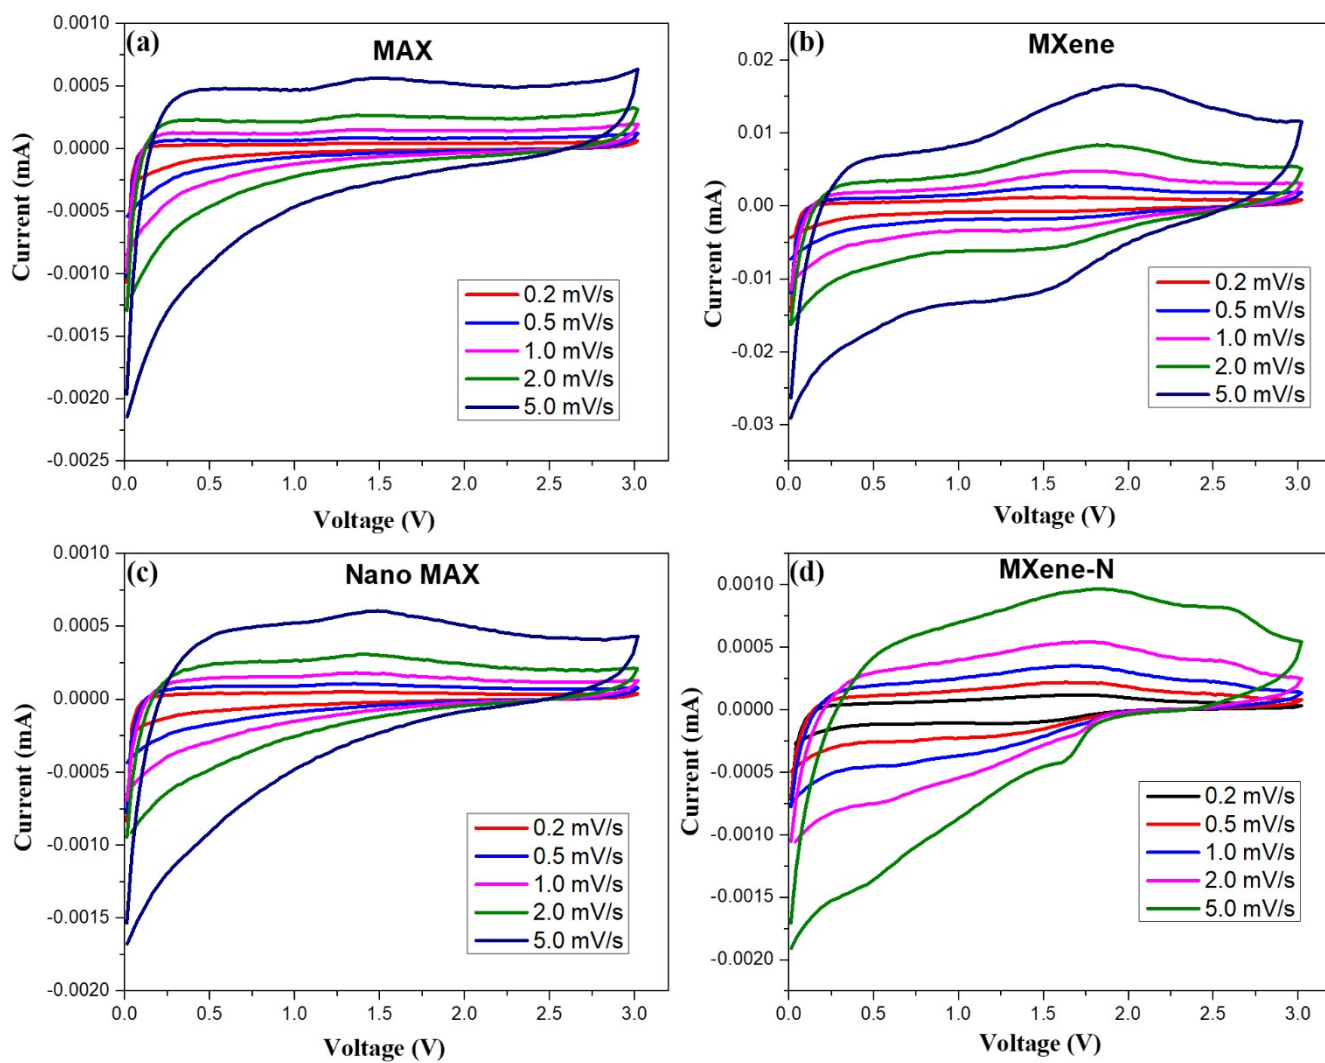 (a) MAX
0.0010
0.0005
0.0000
-0.0005
-0.0010
-0.0015
-0.0020
-0.0025
Current (mA)
0.2 mV/s
0.5 mV/s
1.0 mV/s
2.0 mV/s
5.0 mV/s
0.0 0.5 1.0 1.5 2.0 2.5 3.0
Voltage (V)
(b) MXene
0.02
0.01
0.00
-0.01
-0.02
-0.03
Current (mA)
0.2 mV/s
0.5 mV/s
1.0 mV/s
2.0 mV/s
5.0 mV/s
0.0 0.5 1.0 1.5 2.0 2.5 3.0
Voltage (V)
(c) Nano MAX
0.0010
0.0005
0.0000
-0.0005
-0.0010
-0.0015
-0.0020
Current (mA)
0.2 mV/s
0.5 mV/s
1.0 mV/s
2.0 mV/s
5.0 mV/s
0.0 0.5 1.0 1.5 2.0 2.5 3.0
Voltage (V)
(d) MXene-N
0.0010
0.0005
0.0000
-0.0005
-0.0010
-0.0015
-0.0020
Current (mA)
0.2 mV/s
0.5 mV/s
1.0 mV/s
2.0 mV/s
5.0 mV/s
0.0 0.5 1.0 1.5 2.0 2.5 3.0
Voltage (V)